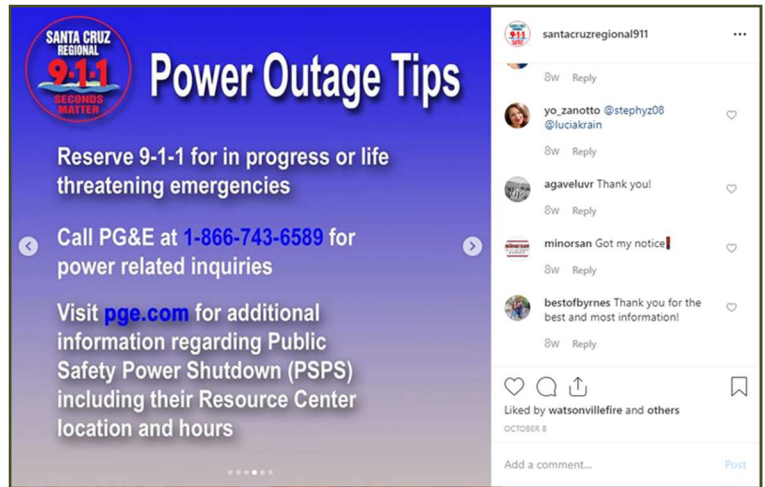 SANTA CRUZ
REGIONAL
9-1-1
SECONDS
MATTER
Power Outage Tips
Reserve 9-1-1 for in progress or life
threatening emergencies
Call PG&E at 1-866-743-6589 for
power related inquiries
Visit pge.com for additional
information regarding Public
Safety Power Shutdown (PSPS)
including their Resource Center
location and hours
santacruzregional911
8w Reply
yo_zanotto @stephyz08
@luciakrain
8w Reply
agaveluvr Thank you!
8w Reply
minorsan Got my notice
8w Reply
bestofbyrnes Thank you for the
best and most information!
8w Reply
Liked by watsonvillefire and others
OCTOBER 8
Add a comment...
Post